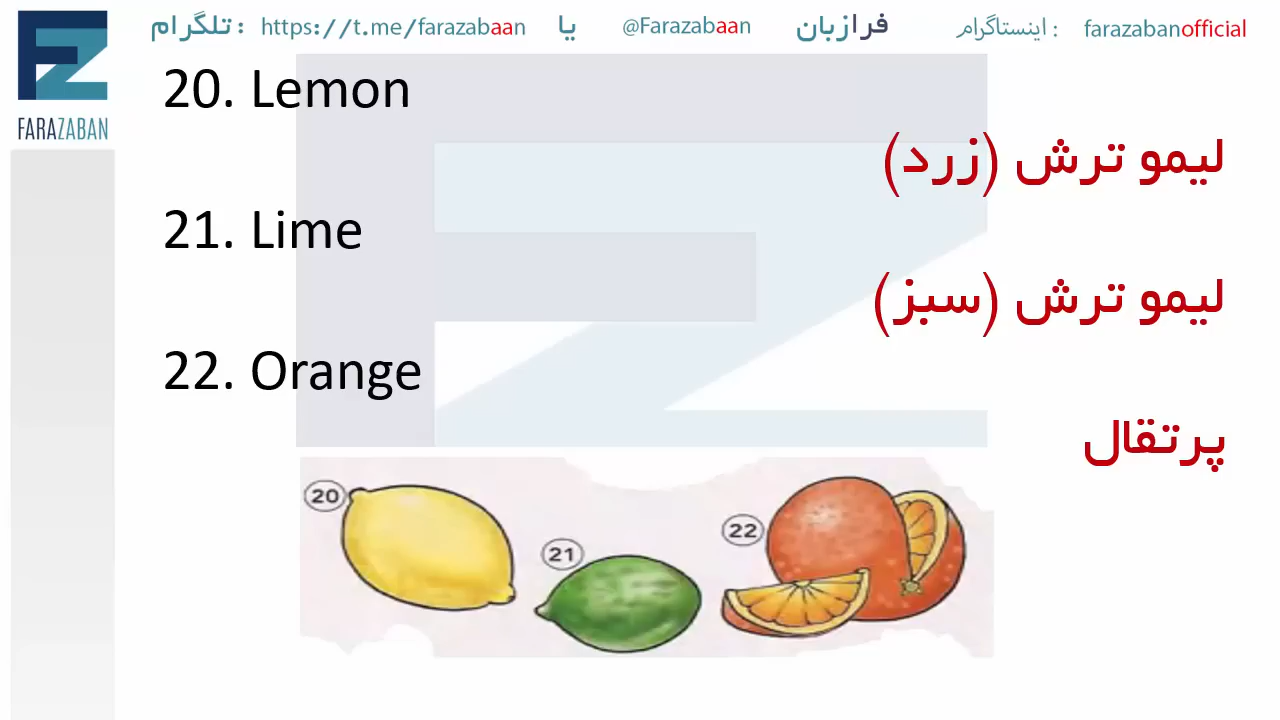 تلگرام : https://t.me/farazabaan یا @Farazabaan فرازبان اینستاگرام : farazabanofficial
FARAZABAN
20. Lemon
لیمو ترش (زرد)
21. Lime
لیمو ترش (سبز)
22. Orange
پرتقال
20
21
22